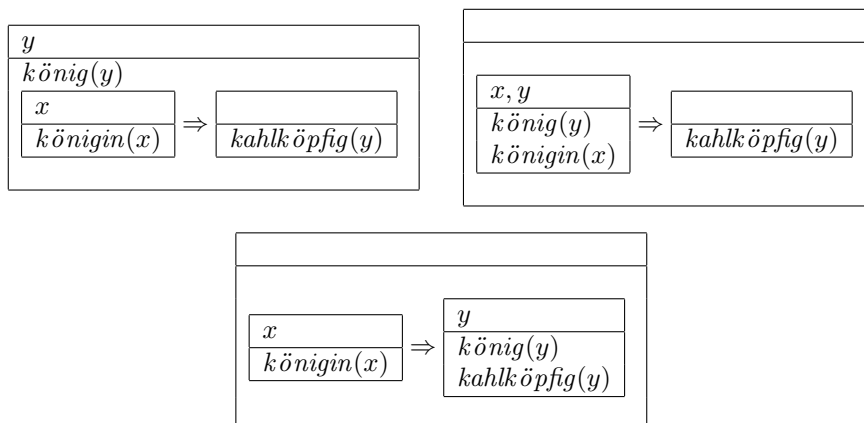 y
könig(y)
x
königin(x)
⇒
kahlköpfig(y)
x, y
könig(y)
königin(x)
⇒
kahlköpfig(y)
x
königin(x)
⇒
y
könig(y)
kahlköpfig(y)